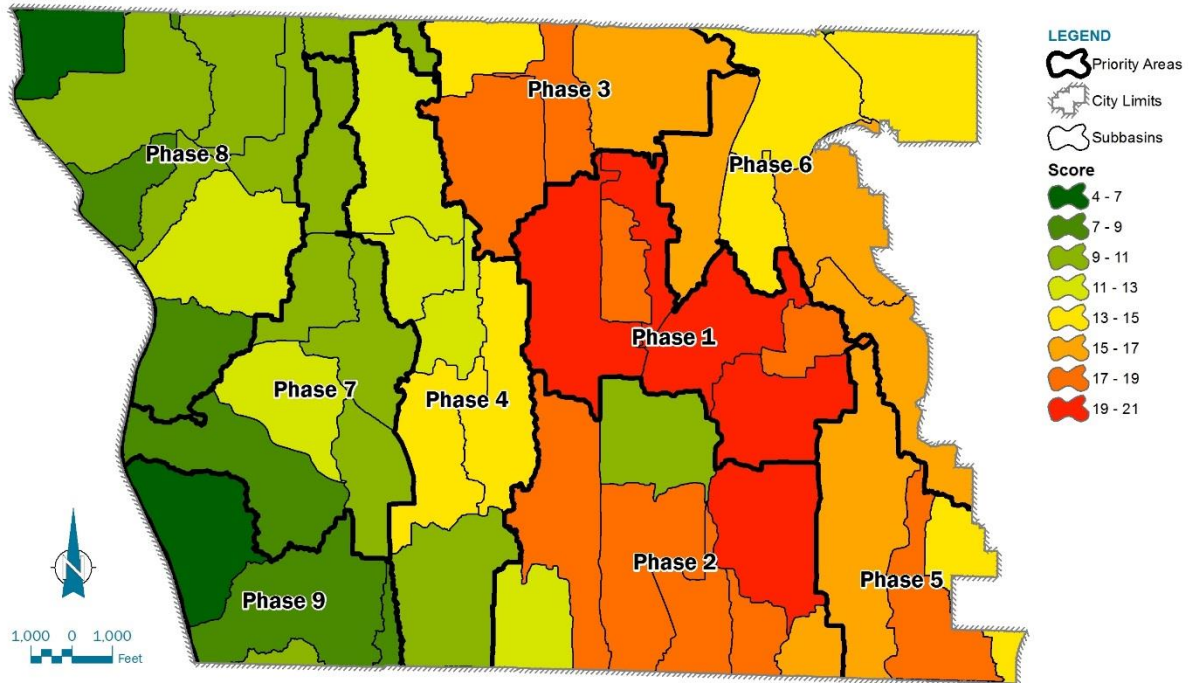 LEGEND
Priority Areas
City Limits
Subbasins
Score
4 - 7
7 - 9
9 - 11
11 - 13
13 - 15
15 - 17
17 - 19
19 - 21
Phase 3
Phase 8
Phase 6
Phase 1
Phase 7
Phase 4
Phase 2
Phase 5
Phase 9
N
1,000 0 1,000
Feet